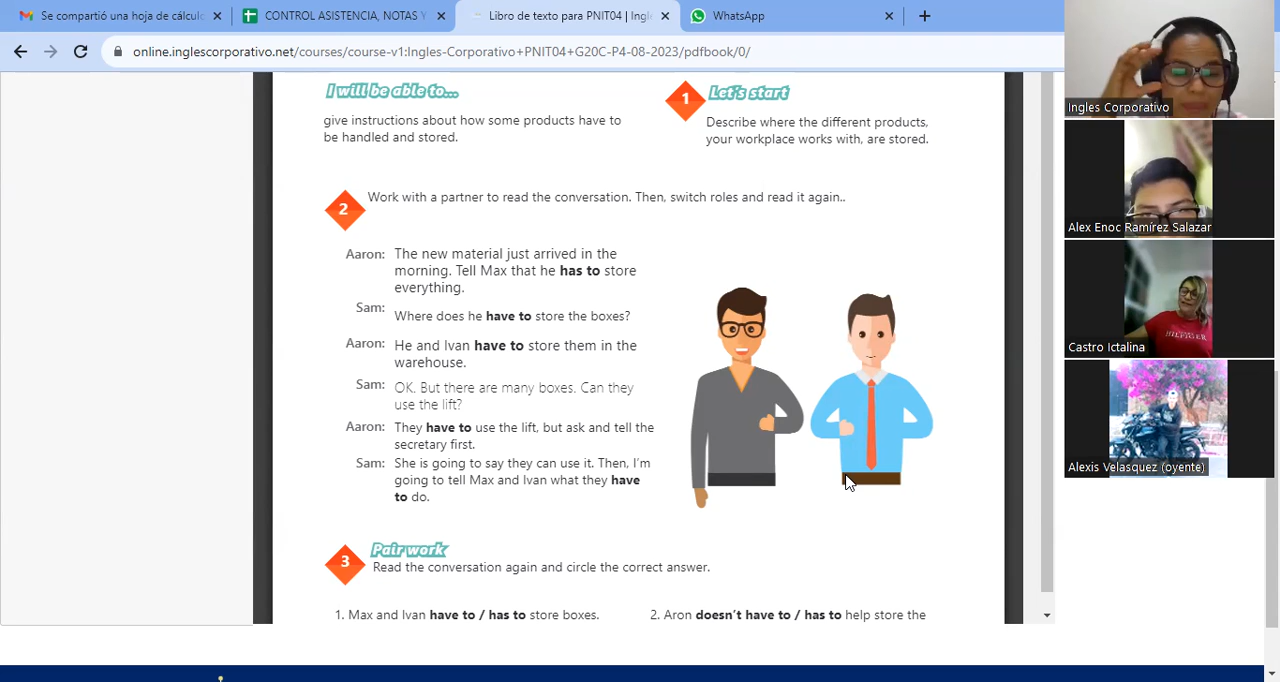 Se compartió una hoja de cálcul
CONTROL ASISTENCIA, NOTAS Y
Libro de texto para PNIT04 | Ingle
WhatsApp
online.inglescorporativo.net/courses/course-v1:Ingles-Corporativo+PNIT04+G20C-P4-08-2023/pdfbook/0/
I will be able to...
give instructions about how some products have to
be handled and stored.
1 Let's start
Describe where the different products,
your workplace works with, are stored.
2 Work with a partner to read the conversation. Then, switch roles and read it again..
Aaron: The new material just arrived in the
morning. Tell Max that he has to store
everything.
Sam: Where does he have to store the boxes?
Aaron: He and Ivan have to store them in the
warehouse.
Sam: OK. But there are many boxes. Can they
use the lift?
Aaron: They have to use the lift, but ask and tell the
secretary first.
Sam: She is going to say they can use it. Then, I'm
going to tell Max and Ivan what they have
to do.
3 Pair work
Read the conversation again and circle the correct answer.
1. Max and Ivan have to / has to store boxes.
2. Aron doesn't have to / has to help store the
Ingles Corporativo
Alex Enoc Ramírez Salazar
Castro Ictalina
Alexis Velasquez (oyente)